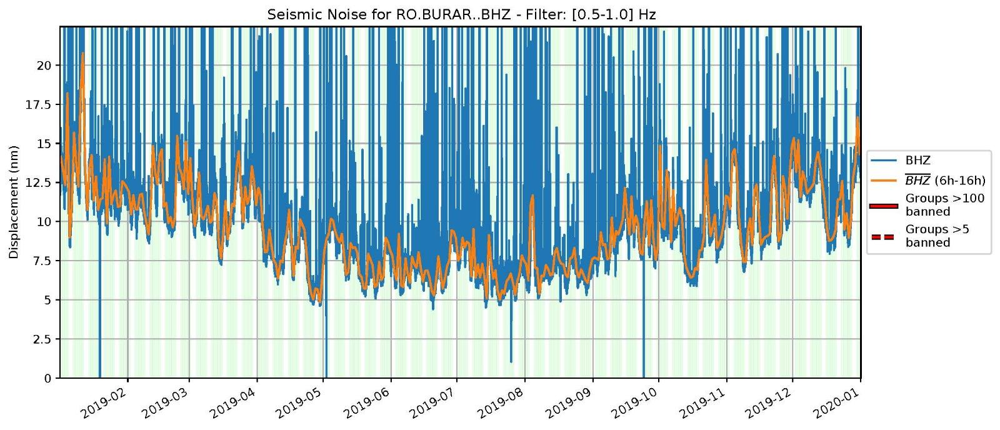 Seismic Noise for RO.BURAR..BHZ - Filter: [0.5-1.0] Hz
Displacement (nm)
20
17.5
15
12.5
10
7.5
5
2.5
0
2019-02
2019-03
2019-04
2019-05
2019-06
2019-07
2019-08
2019-09
2019-10
2019-11
2019-12
2020-01
BHZ
BHZ (6h-16h)
Groups >100
banned
Groups >5
banned